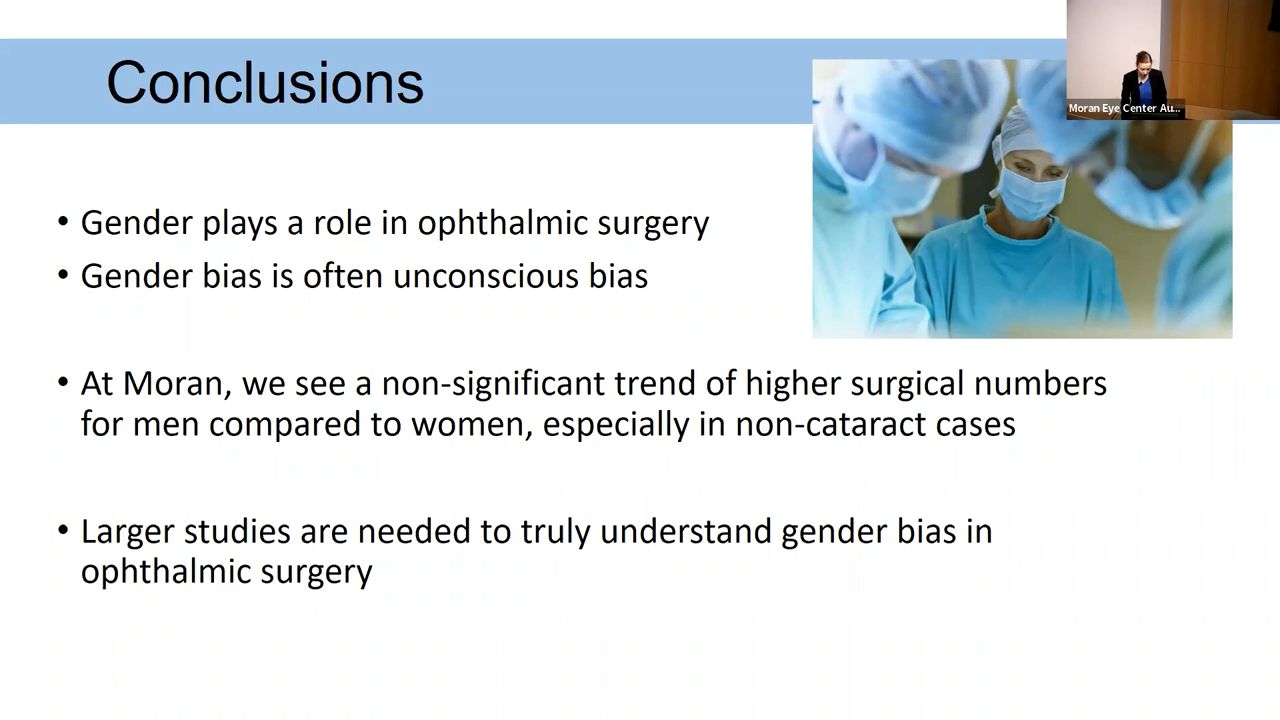 Conclusions
Moran Eye Center Au...
• Gender plays a role in ophthalmic surgery
• Gender bias is often unconscious bias
• At Moran, we see a non-significant trend of higher surgical numbers
for men compared to women, especially in non-cataract cases
• Larger studies are needed to truly understand gender bias in
ophthalmic surgery